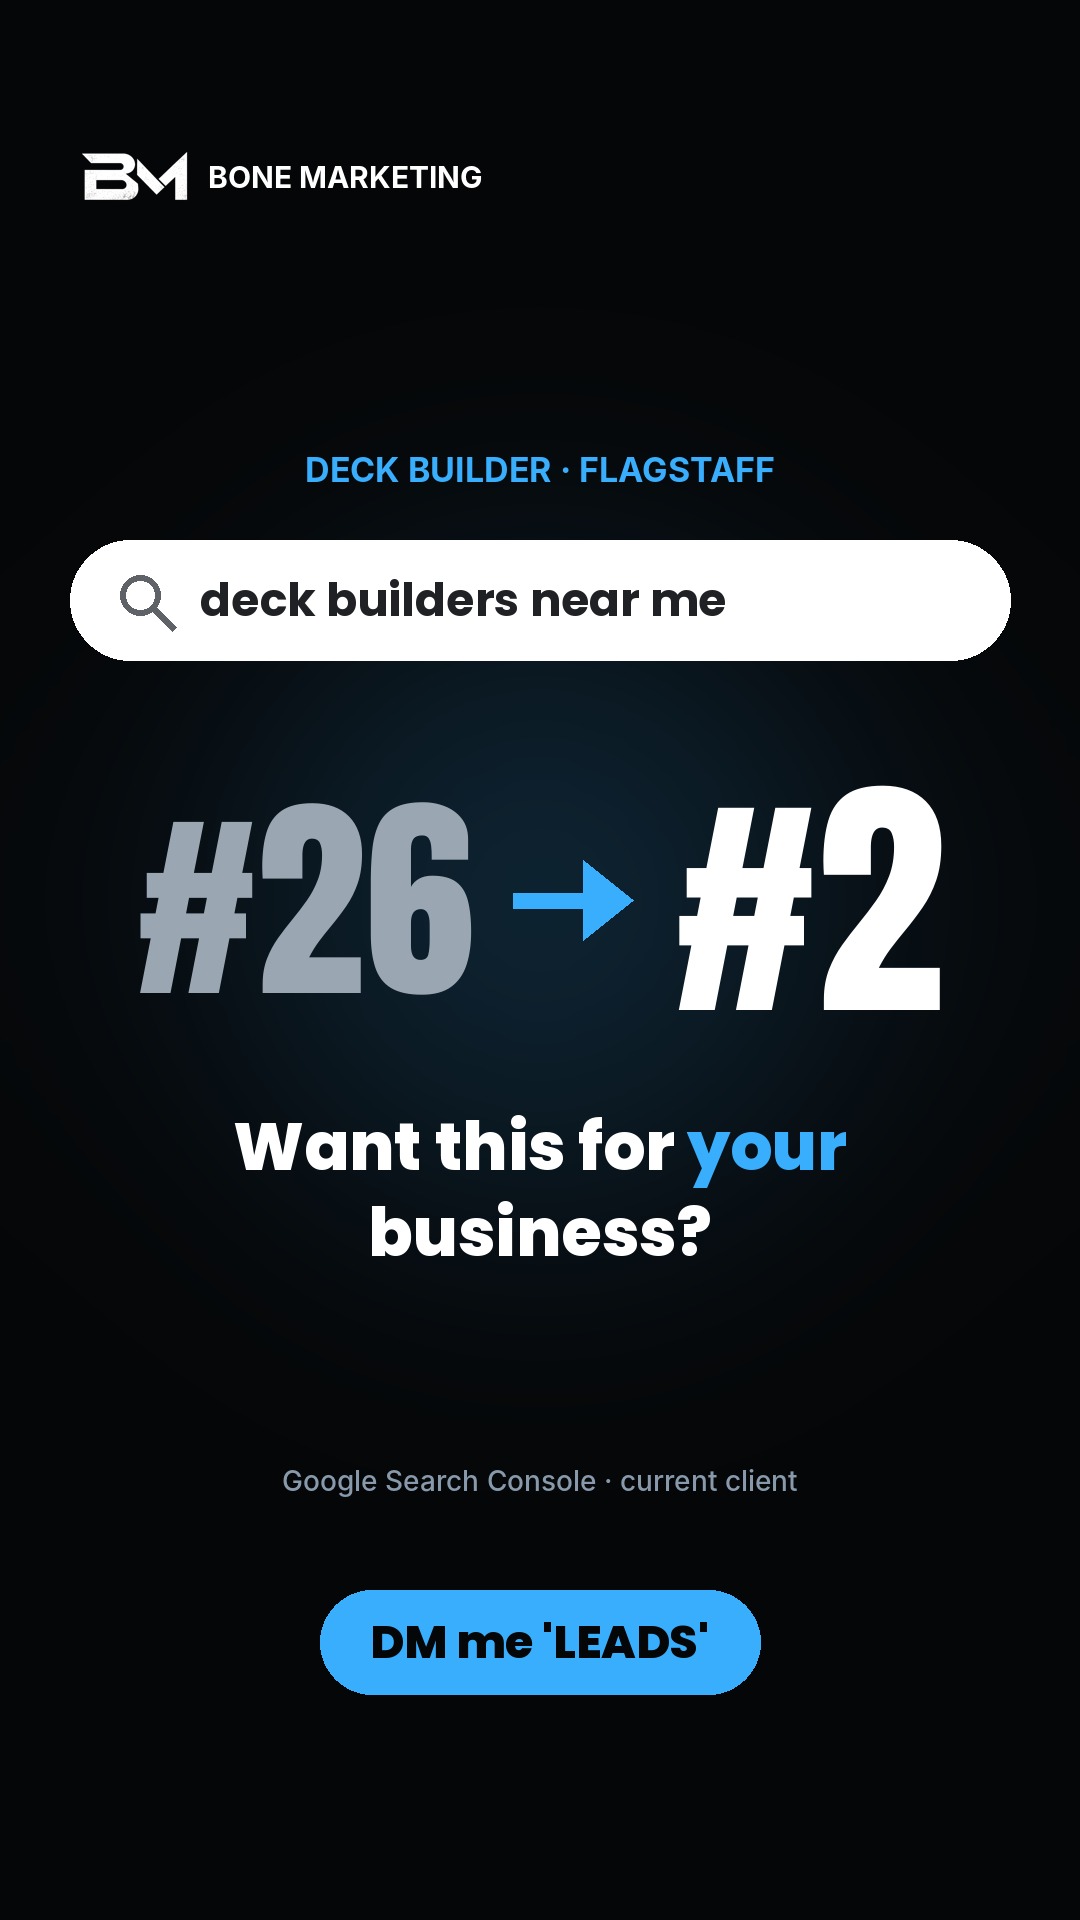 BM BONE MARKETING
DECK BUILDER · FLAGSTAFF
deck builders near me
#26 → #2
Want this for your
business?
Google Search Console · current client
DM me 'LEADS'